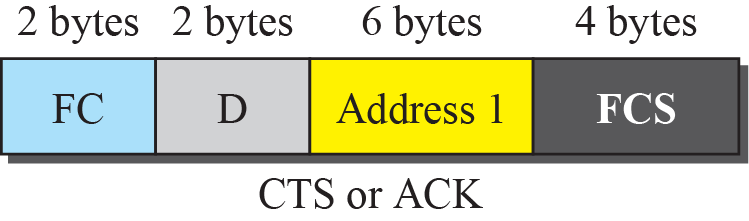 2 bytes 2 bytes 6 bytes 4 bytes
FC D Address 1 FCS
CTS or ACK